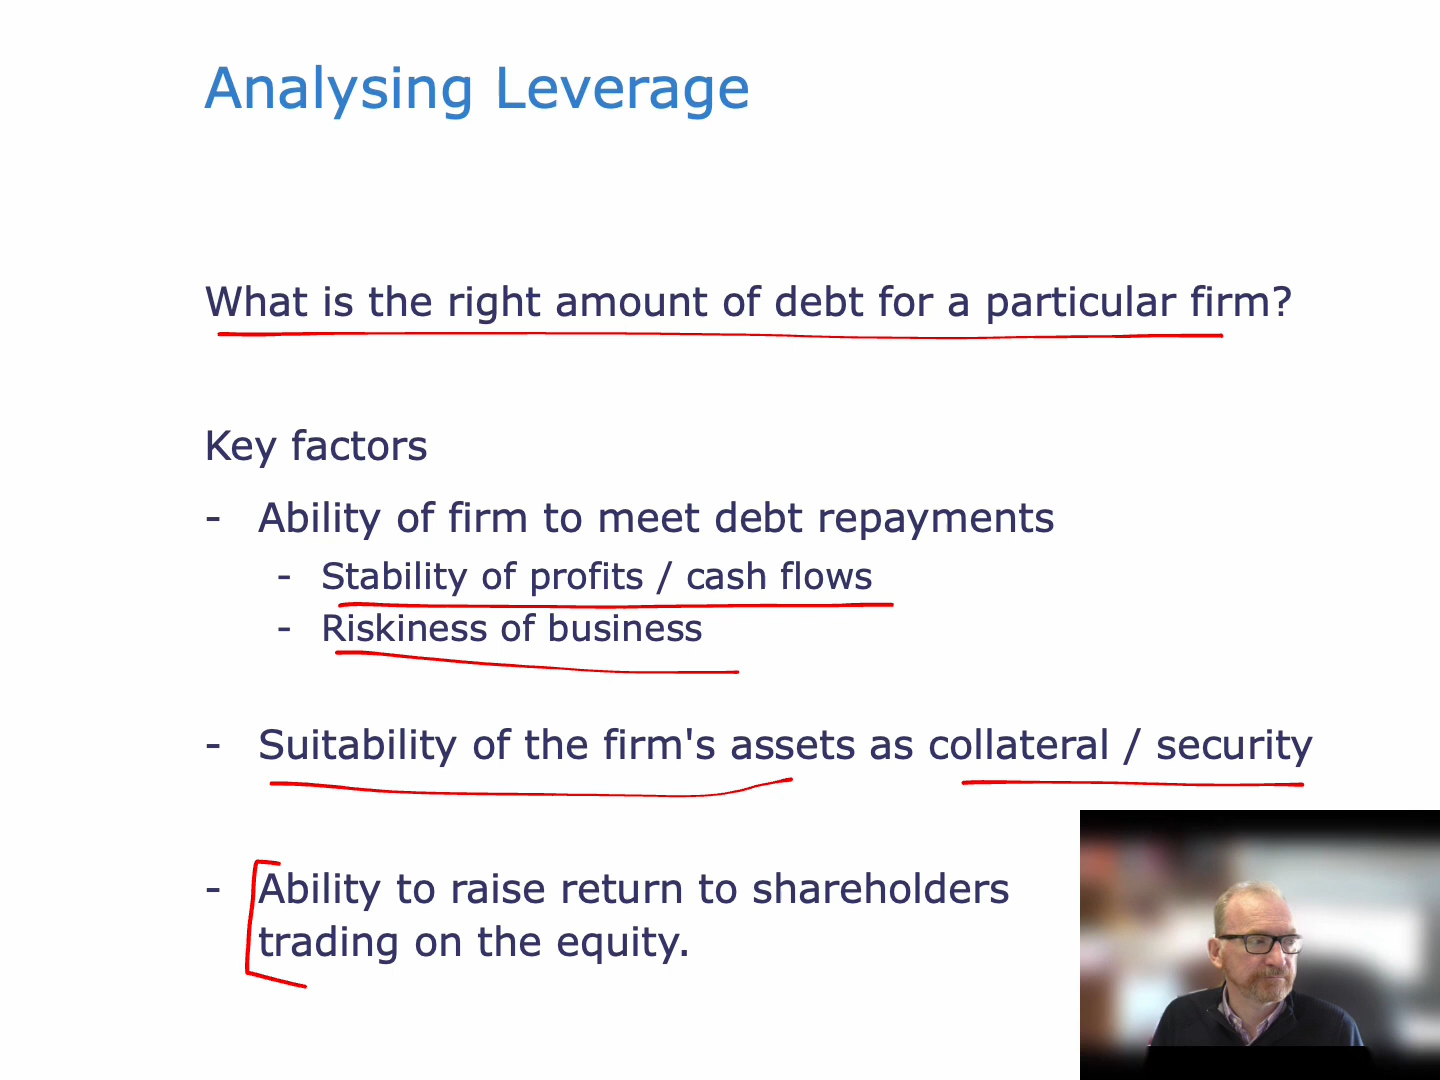 Analysing Leverage
What is the right amount of debt for a particular firm?
Key factors
- Ability of firm to meet debt repayments
- Stability of profits / cash flows
- Riskiness of business
- Suitability of the firm's assets as collateral / security
- Ability to raise return to shareholders
trading on the equity.